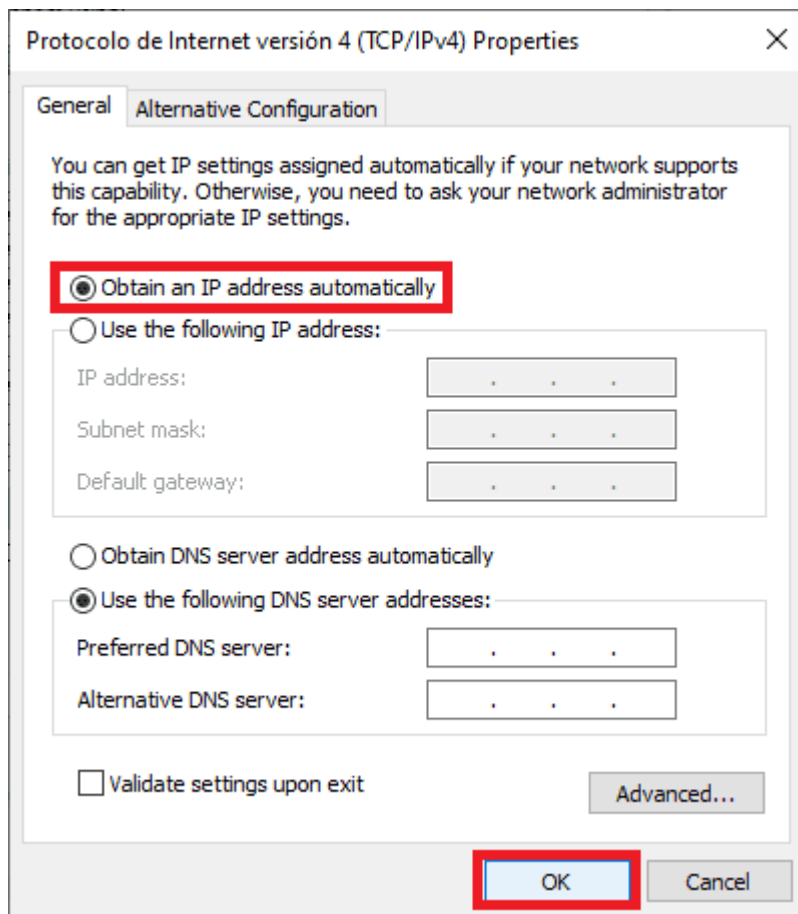 Protocolo de Internet versión 4 (TCP/IPv4) Properties
General
Alternative Configuration
You can get IP settings assigned automatically if your network supports
this capability. Otherwise, you need to ask your network administrator
for the appropriate IP settings.
Obtain an IP address automatically
Use the following IP address:
IP address:
Subnet mask:
Default gateway:
Obtain DNS server address automatically
Use the following DNS server addresses:
Preferred DNS server:
Alternative DNS server:
Validate settings upon exit
Advanced...
OK
Cancel